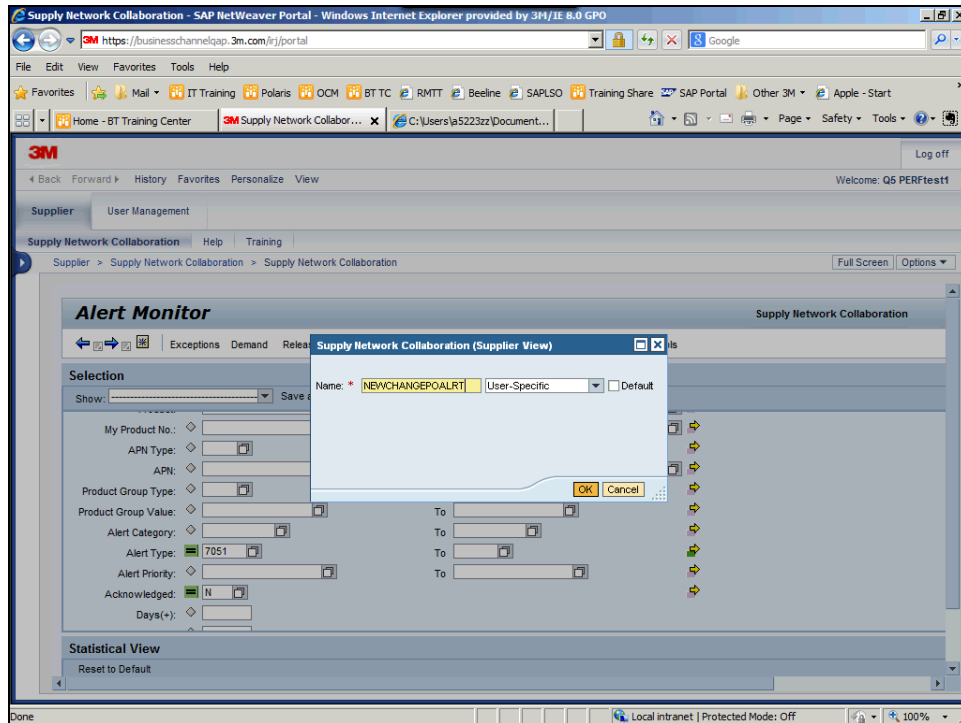 Supply Network Collaboration - SAP NetWeaver Portal - Windows Internet Explorer provided by 3M/IE 8.0 GPO
3M https://businesschannelqap.3m.com/irj/portal
Google
File Edit View Favorites Tools Help
Favorites Mail IT Training Polaris OCM BT TC RMTT Beeline SAPLSO Training Share SAP Portal Other 3M Apple - Start
Home - BT Training Center 3M Supply Network Collabor... X C:\Users\a5223zz\Document... Page Safety Tools
3M Log off
Back Forward History Favorites Personalize View Welcome: Q5 PERFtest1
Supplier User Management
Supply Network Collaboration Help Training
Supplier > Supply Network Collaboration > Supply Network Collaboration Full Screen Options
Alert Monitor Supply Network Collaboration
Exceptions Demand Relea
Supply Network Collaboration (Supplier View)
Name: * NEWCHANGEPOALRT User-Specific Default
OK Cancel
Selection
Show: Save a
My Product No.:
APN Type:
APN:
Product Group Type:
Product Group Value: To
Alert Category: To
Alert Type: 7051 To
Alert Priority: To
Acknowledged: N
Days(+):
Statistical View
Reset to Default
Done Local intranet | Protected Mode: Off 100%